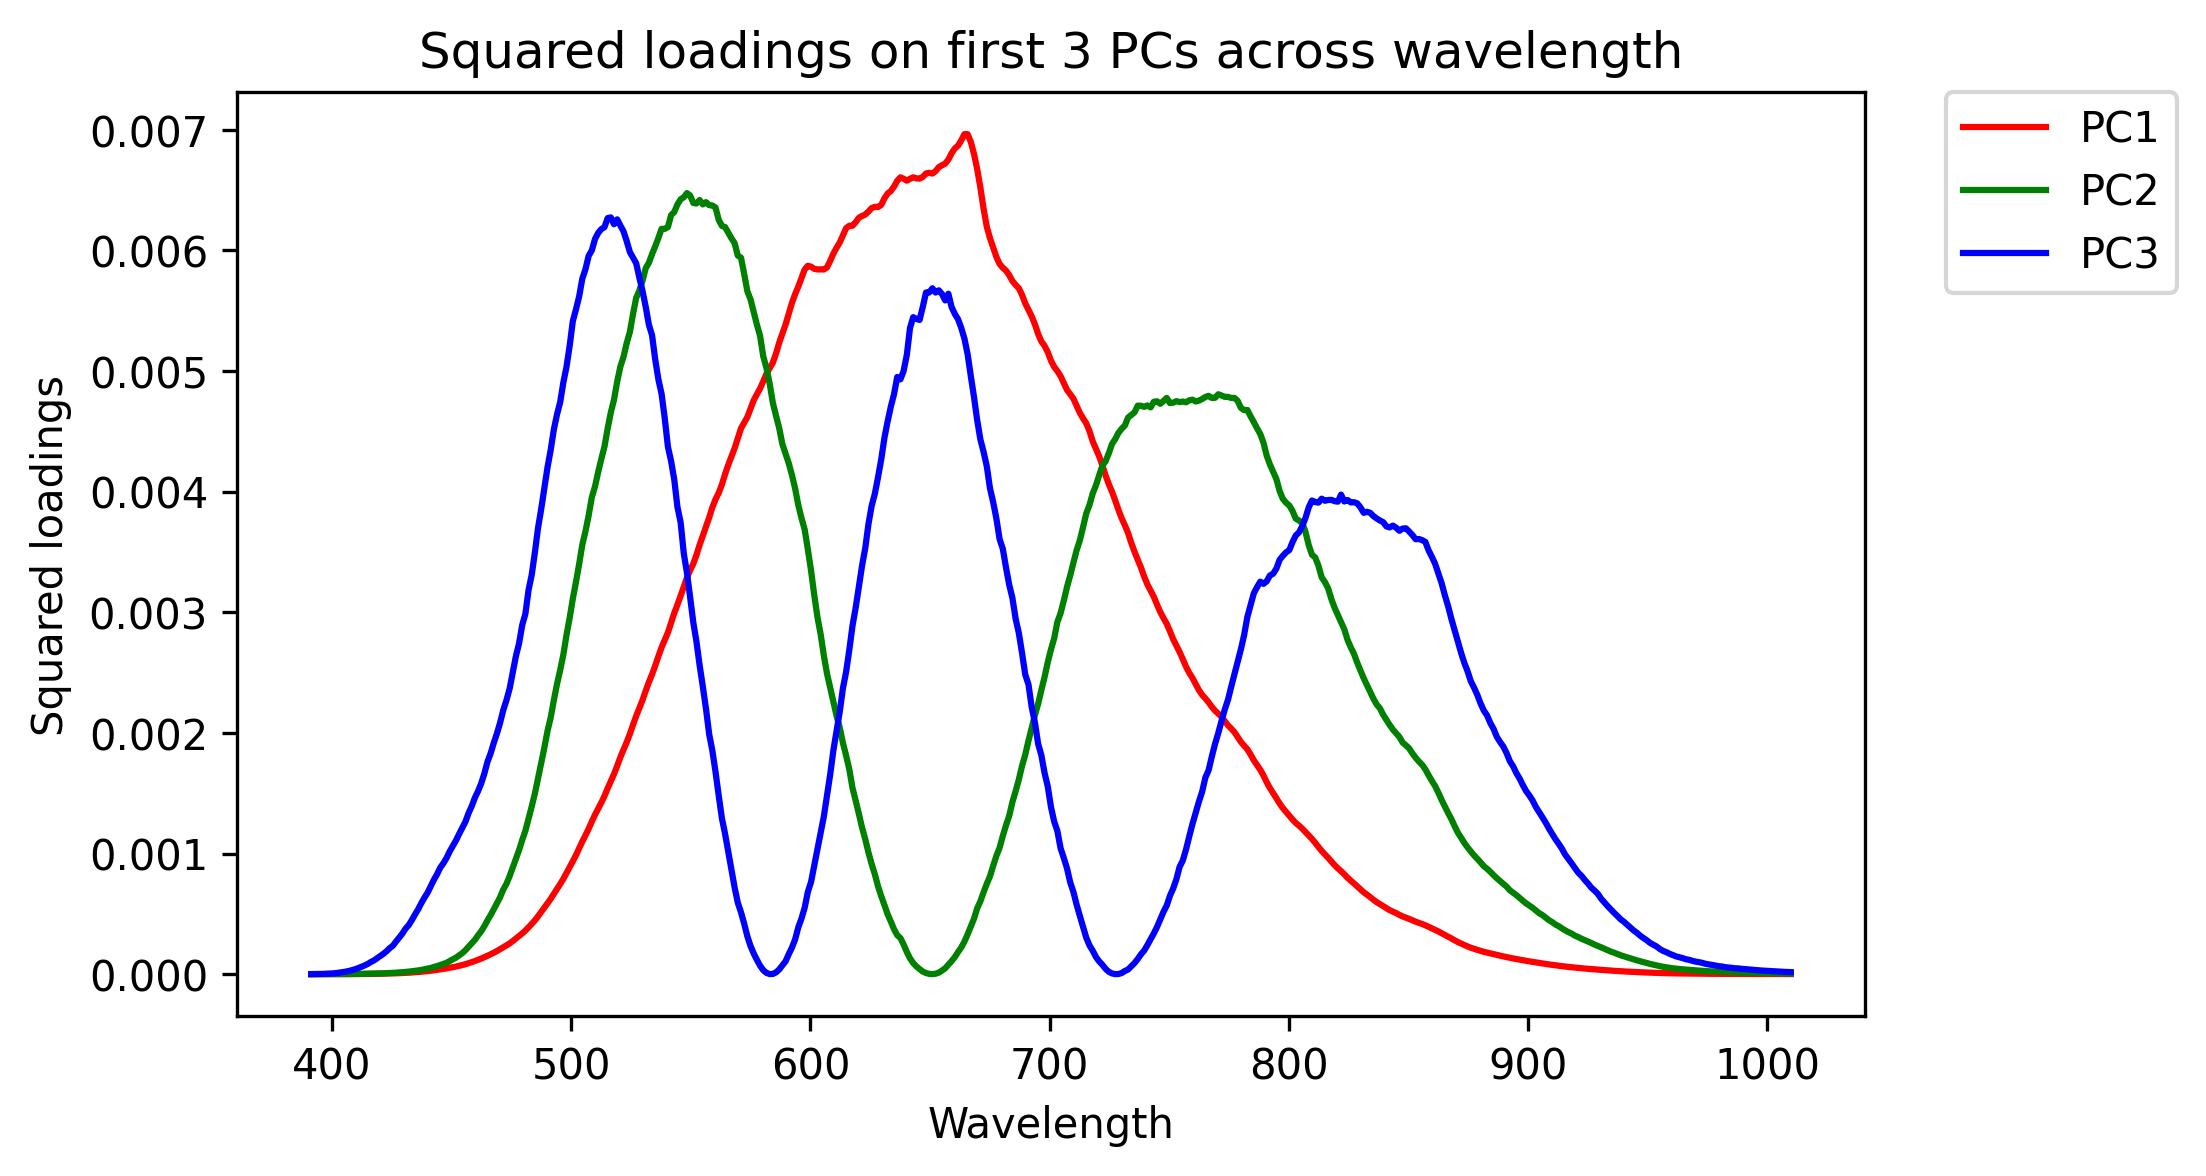 Squared loadings on first 3 PCs across wavelength
PC1
PC2
PC3
Squared loadings
0.007
0.006
0.005
0.004
0.003
0.002
0.001
0.000
400 500 600 700 800 900 1000
Wavelength